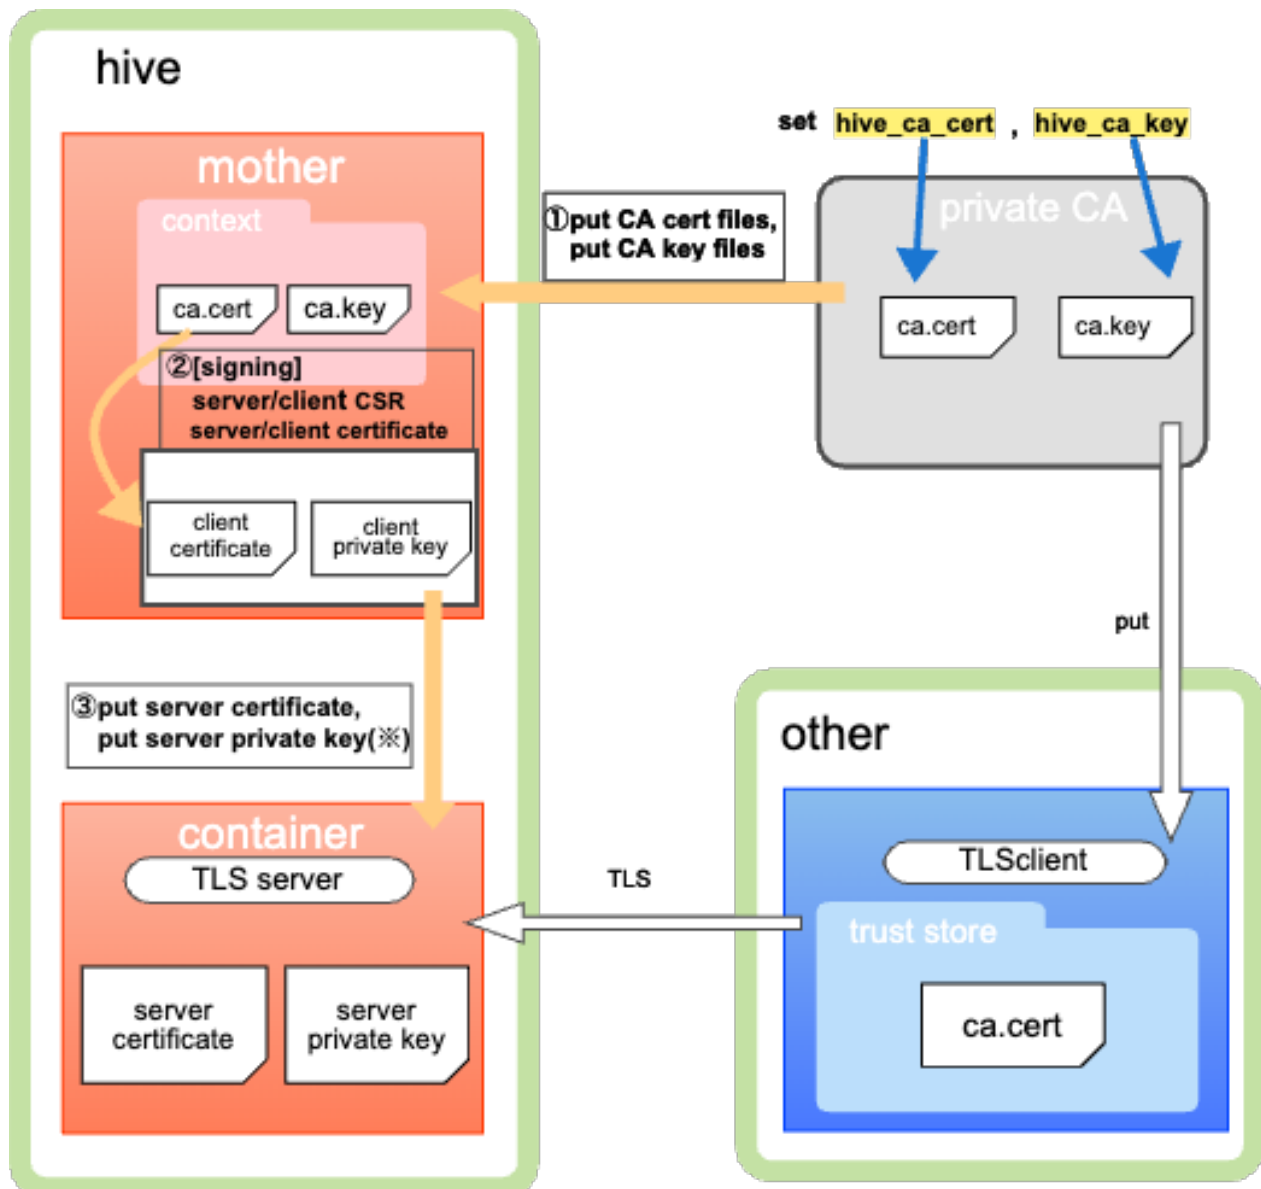 hive
set hive_ca_cert , hive_ca_key
mother
context
ca.cert
ca.key
①put CA cert files,
put CA key files
private CA
ca.cert
ca.key
②[signing]
server/client CSR
server/client certificate
client
certificate
client
private key
put
③put server certificate,
put server private key(※)
other
container
TLS server
TLS
TLSclient
trust store
server
certificate
server
private key
ca.cert